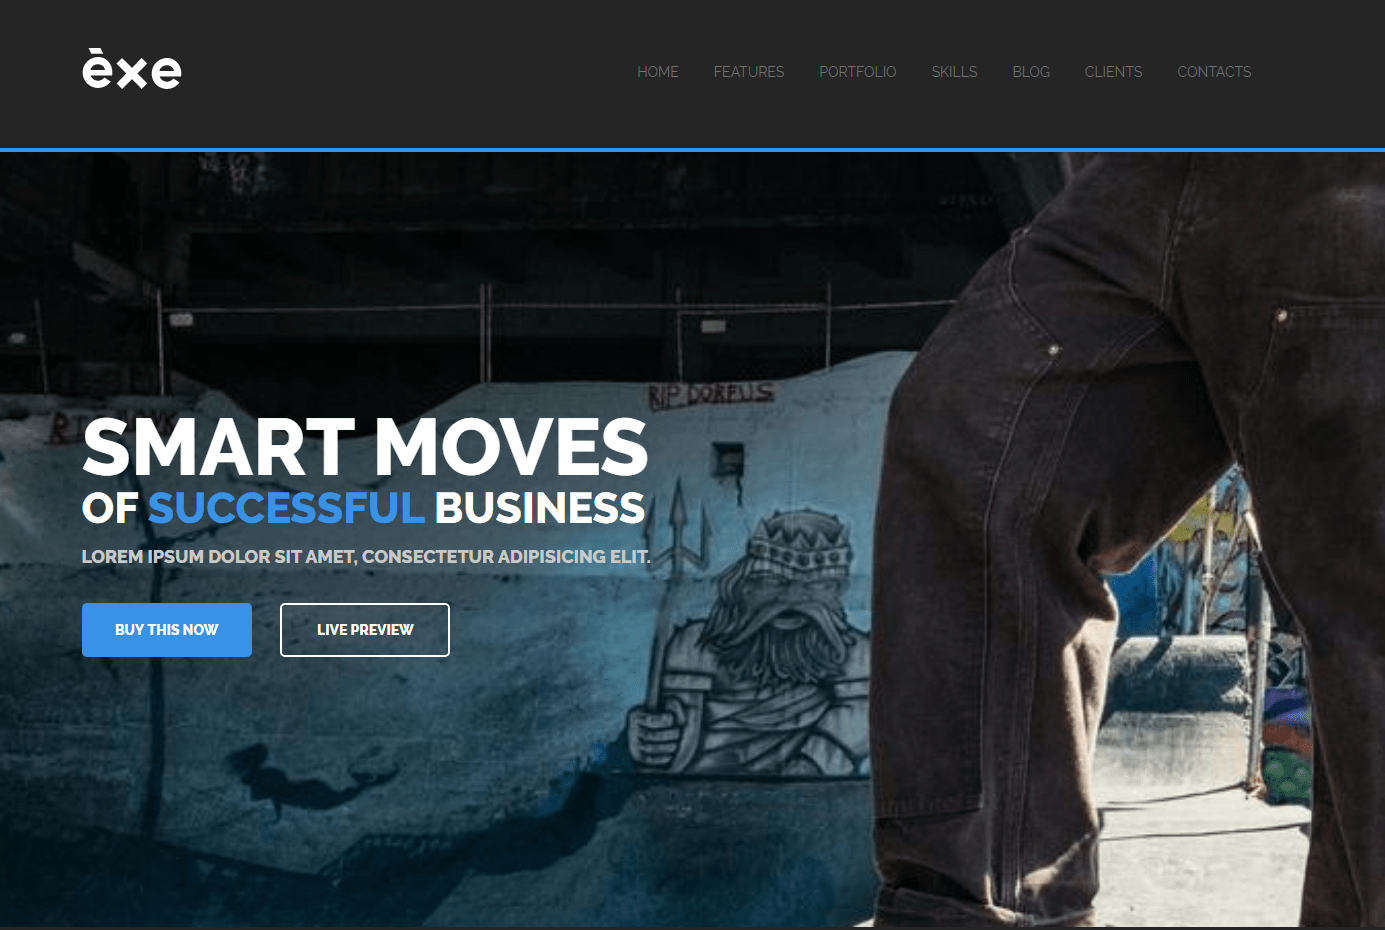 èxe
HOME FEATURES PORTFOLIO SKILLS BLOG CLIENTS CONTACTS
RIP DOREUS
SMART MOVES
OF SUCCESSFUL BUSINESS
LOREM IPSUM DOLOR SIT AMET, CONSECTETUR ADIPISICING ELIT.
BUY THIS NOW LIVE PREVIEW